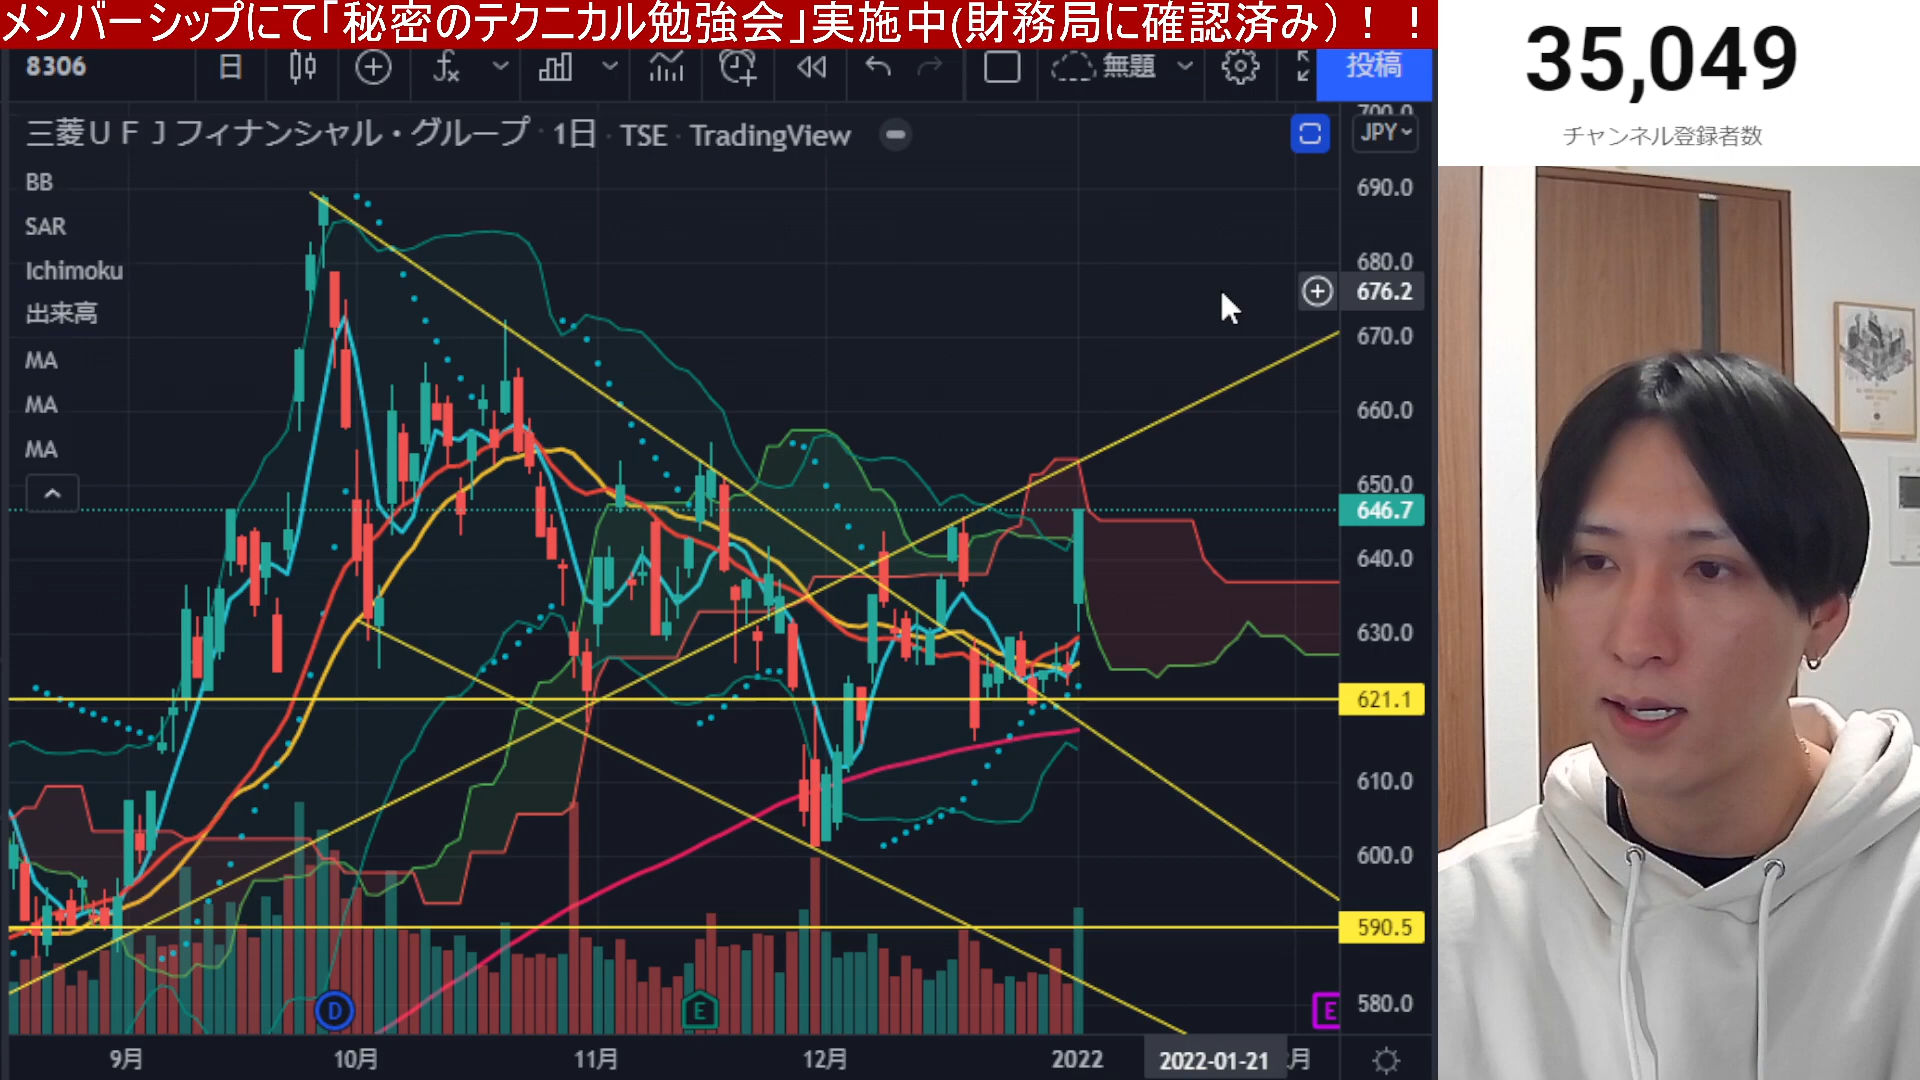 メンバーシップにて「秘密のテクニカル勉強会」実施中(財務局に確認済み）！！
35,049
チャンネル登録者数
8306
日
無題
投稿
三菱ＵＦＪフィナンシャル・グループ · 1日 · TSE · TradingView
JPY
BB
SAR
Ichimoku
出来高
MA
MA
MA
700.0
690.0
680.0
676.2
670.0
660.0
650.0
646.7
640.0
630.0
621.1
610.0
600.0
590.5
580.0
D
E
E
9月
10月
11月
12月
2022
2022-01-21
月